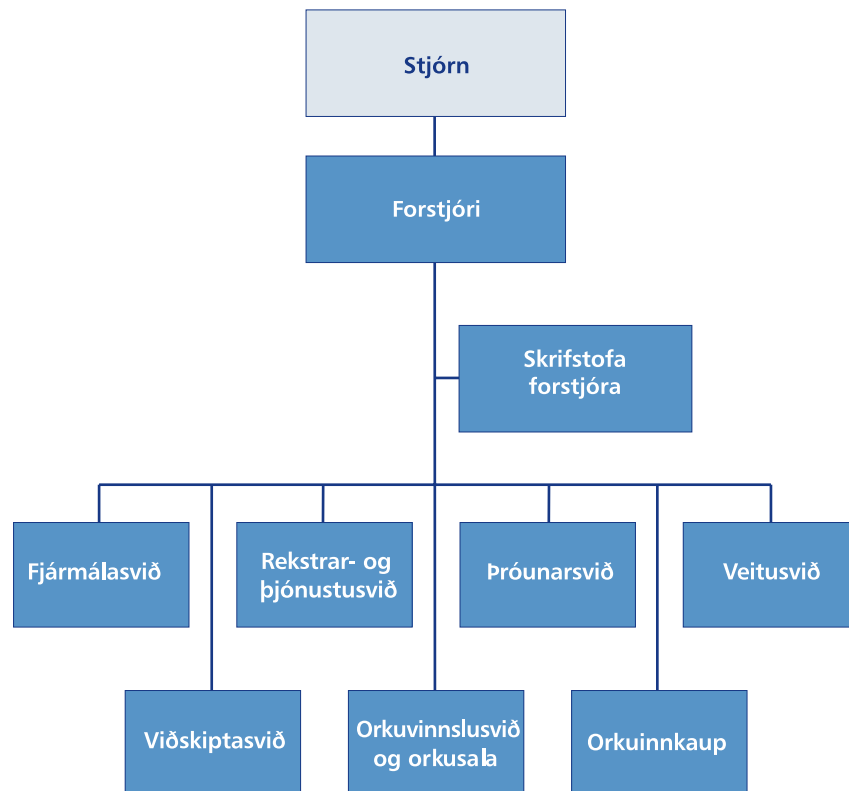 Stjórn
Forstjóri
Skrifstofa
forstjóra
Fjármálasvið
Rekstrar- og
þjónustusvið
Þróunarsvið
Veitusvið
Viðskiptasvið
Orkuvinnslusvið
og orkusala
Orkuinnkaup